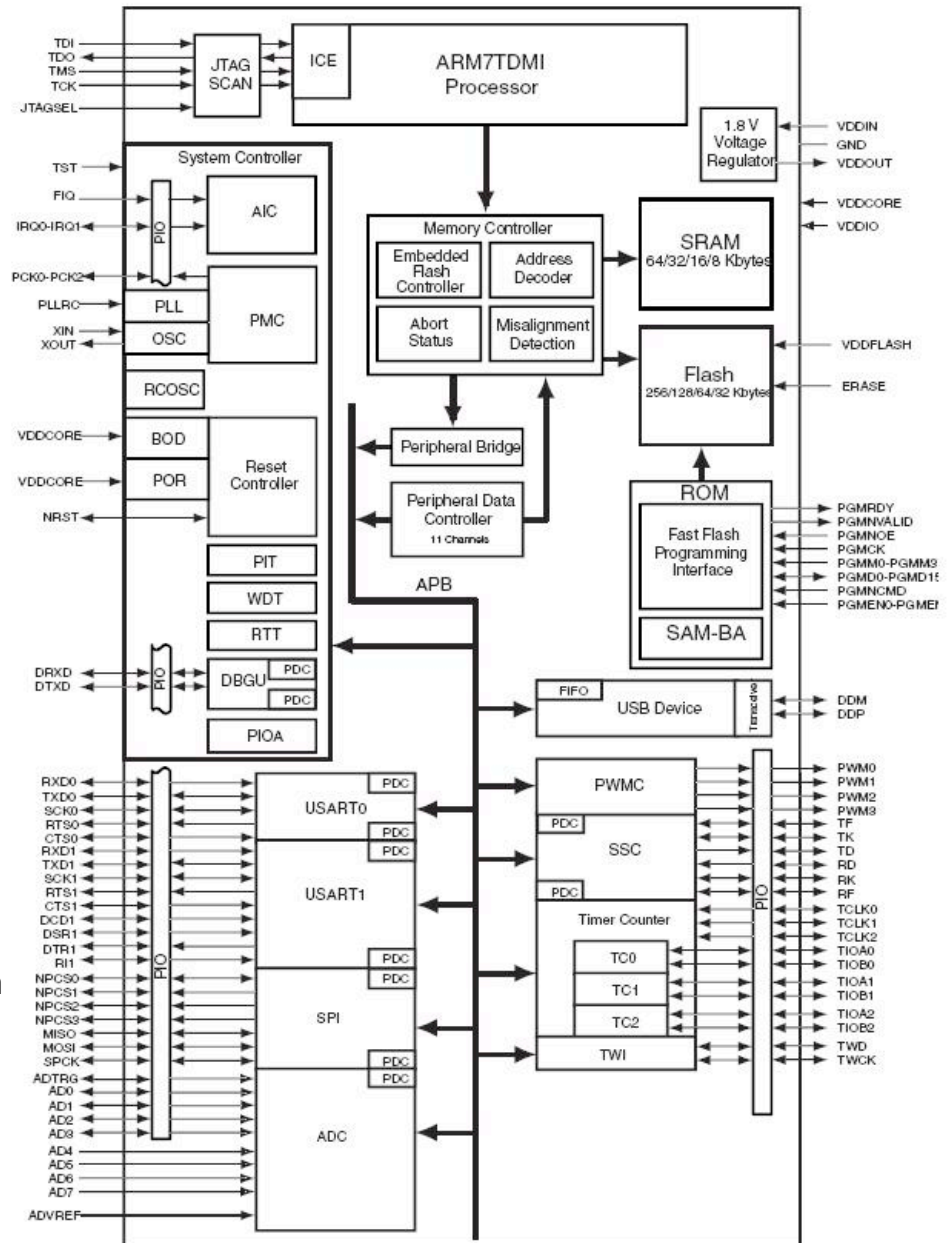 TDI
TDO
TMS
TCK
JTAGSEL
JTAG
SCAN
ICE
ARM7TDMI
Processor
1.8 V
Voltage
Regulator
VDDIN
GND
VDDOUT
VDDCORE
VDDIO
System Controller
TST
FIQ
IRQ0-IRQ1
PCK0-PCK2
PLLRC
XIN
XOUT
PIO
AIC
PLL
OSC
PMC
RCOSC
VDDCORE
BOD
VDDCORE
POR
NRST
Reset
Controller
PIT
WDT
RTT
DRXD
DTXD
PIO
DBGU
PDC
PDC
PIOA
Memory Controller
Embedded
Flash
Controller
Address
Decoder
Abort
Status
Misalignment
Detection
SRAM
64/32/16/8 Kbytes
Flash
256/128/64/32 Kbytes
VDDFLASH
ERASE
Peripheral Bridge
Peripheral Data
Controller
11 Channels
APB
ROM
Fast Flash
Programming
Interface
SAM-BA
PGMRDY
PGMNVALID
PGMNOE
PGMCK
PGMM0-PGMM3
PGMD0-PGMD15
PGMNCMD
PGMEN0-PGMEN
FIFO
USB Device
Transceiver
DDM
DDP
RXD0
TXD0
SCK0
RTS0
CTS0
RXD1
TXD1
SCK1
RTS1
CTS1
DCD1
DSR1
DTR1
RI1
NPCS0
NPCS1
NPCS2
NPCS3
MISO
MOSI
SPCK
ADTRG
AD0
AD1
AD2
AD3
AD4
AD5
AD6
AD7
ADVREF
PIO
PDC
USART0
PDC
PDC
USART1
PDC
PDC
SPI
PDC
PDC
ADC
PWMC
PDC
SSC
PDC
Timer Counter
TC0
TC1
TC2
TWI
PIO
PWM0
PWM1
PWM2
PWM3
TF
TK
TD
RD
RK
RF
TCLK0
TCLK1
TCLK2
TIOA0
TIOB0
TIOA1
TIOB1
TIOA2
TIOB2
TWD
TWCK